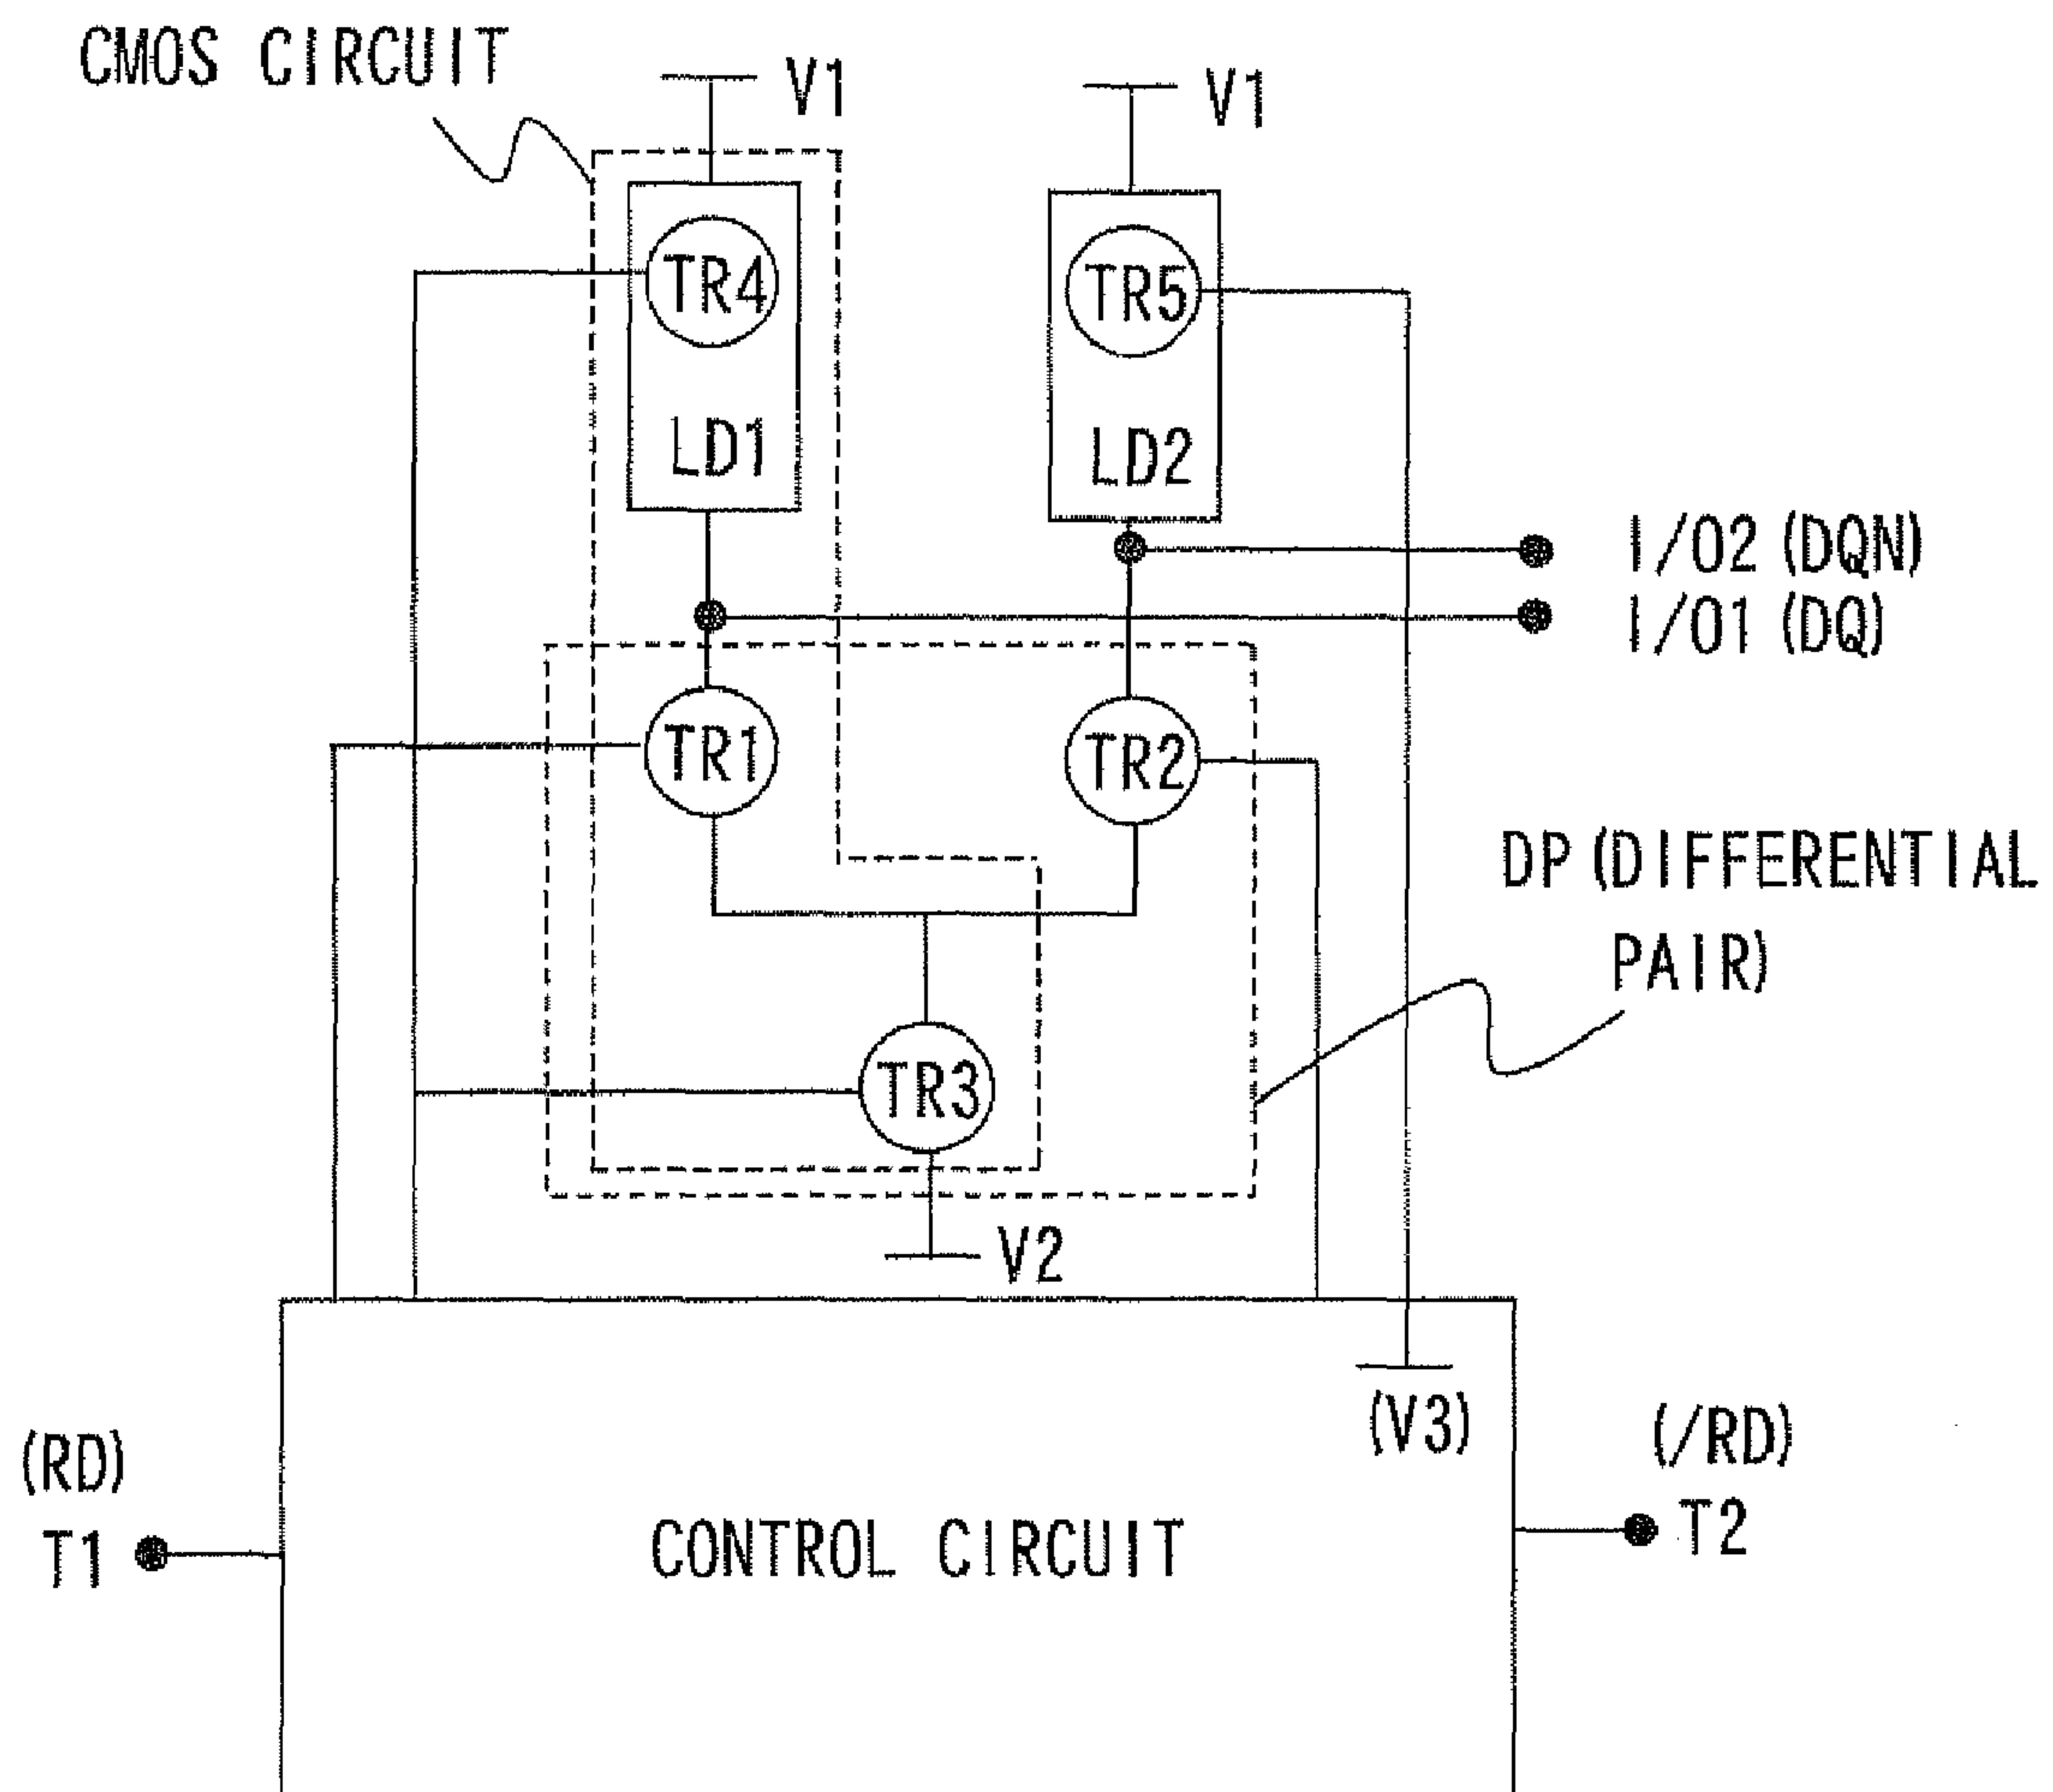 CMOS CIRCUIT
V1
V1
TR4
TR5
LD1
LD2
I/O2 (DQN)
I/O1 (DQ)
TR1
TR2
DP (DIFFERENTIAL
PAIR)
TR3
V2
(V3)
(RD)
T1
(/RD)
T2
CONTROL CIRCUIT